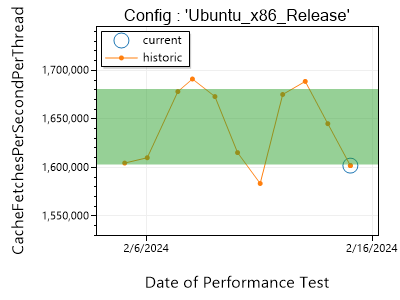 Config : 'Ubuntu_x86_Release'
CacheFetchesPerSecondPerThread
current
historic
1,700,000
1,650,000
1,600,000
1,550,000
2/6/2024
2/16/2024
Date of Performance Test